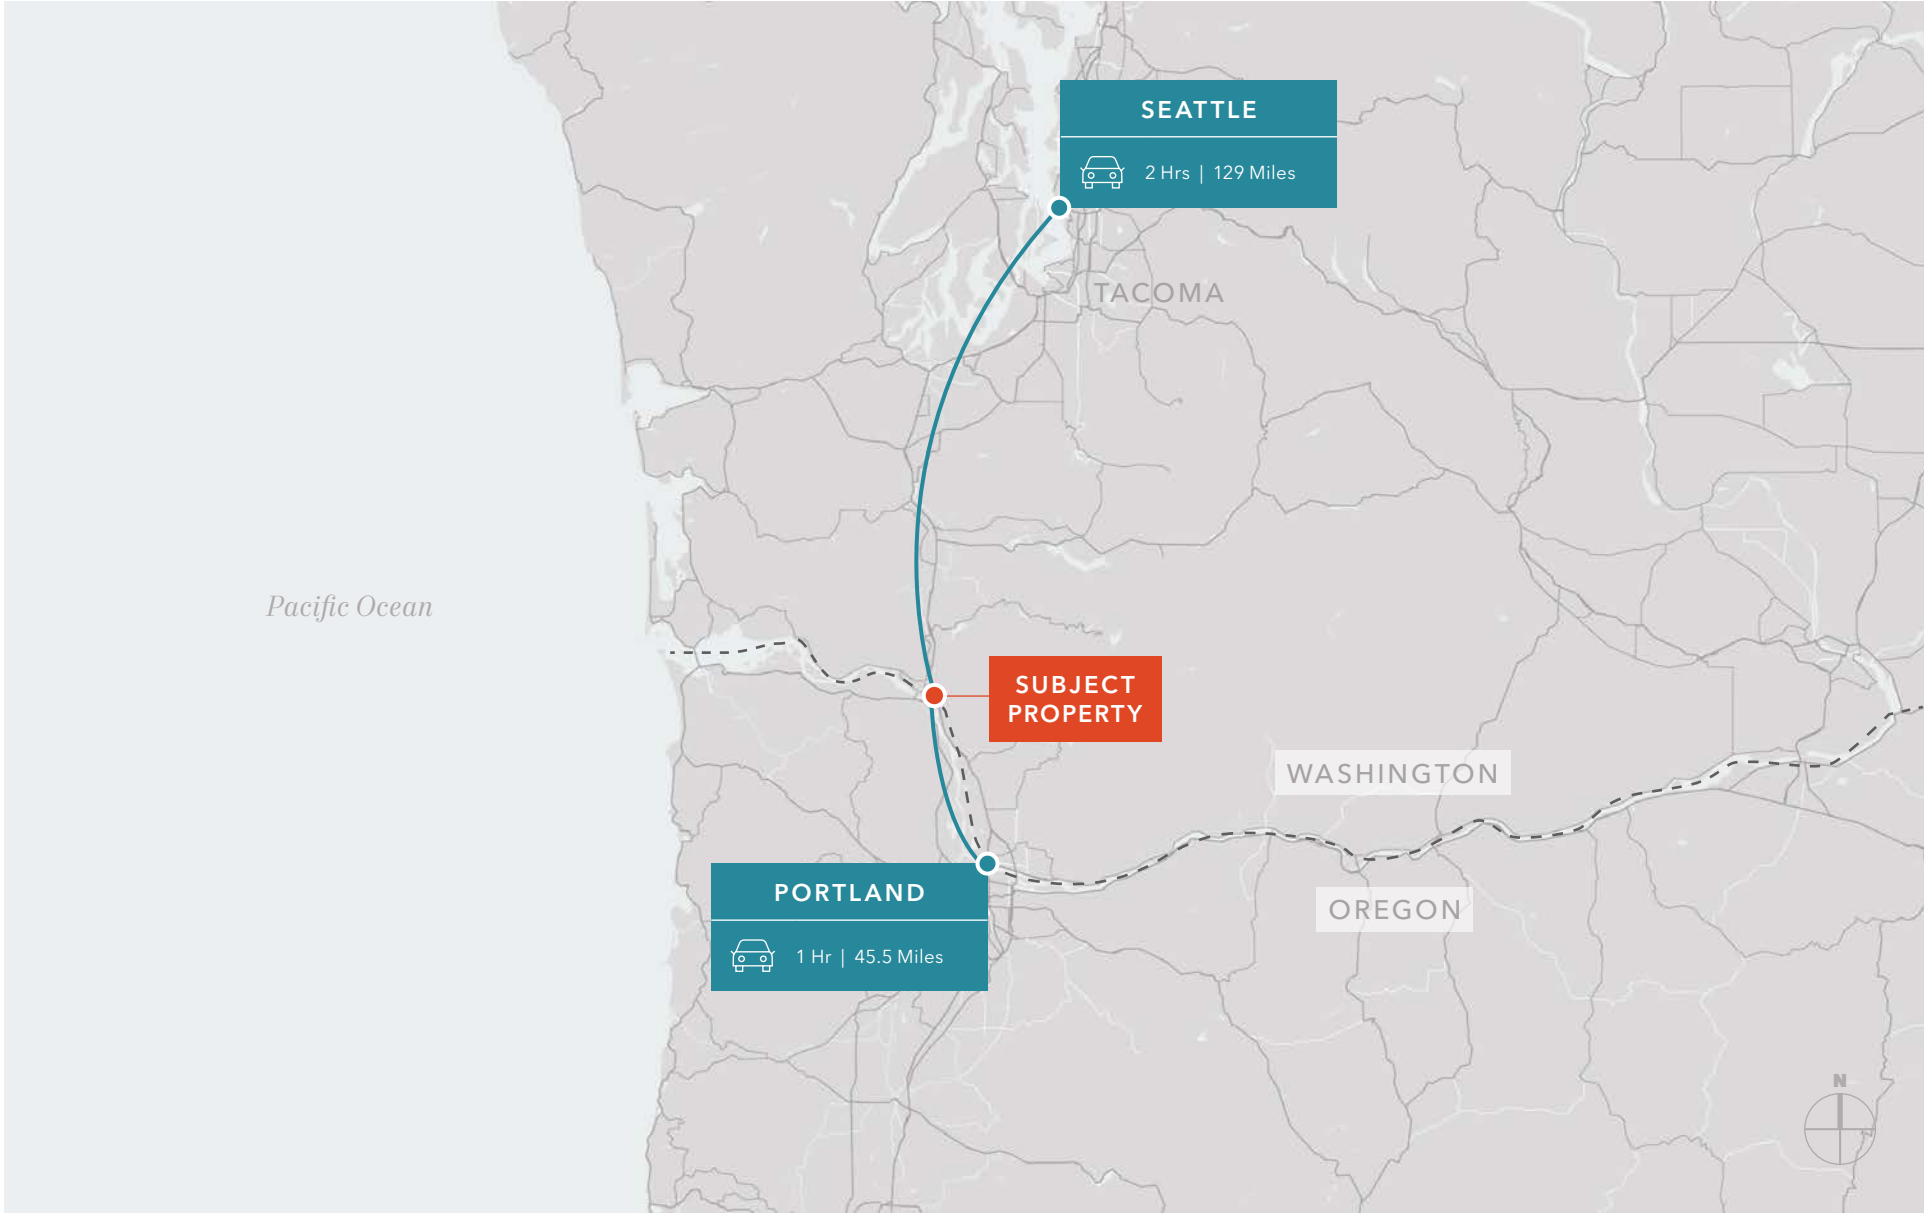 SEATTLE
2 Hrs | 129 Miles
TACOMA
Pacific Ocean
SUBJECT
PROPERTY
WASHINGTON
PORTLAND
OREGON
1 Hr | 45.5 Miles
N